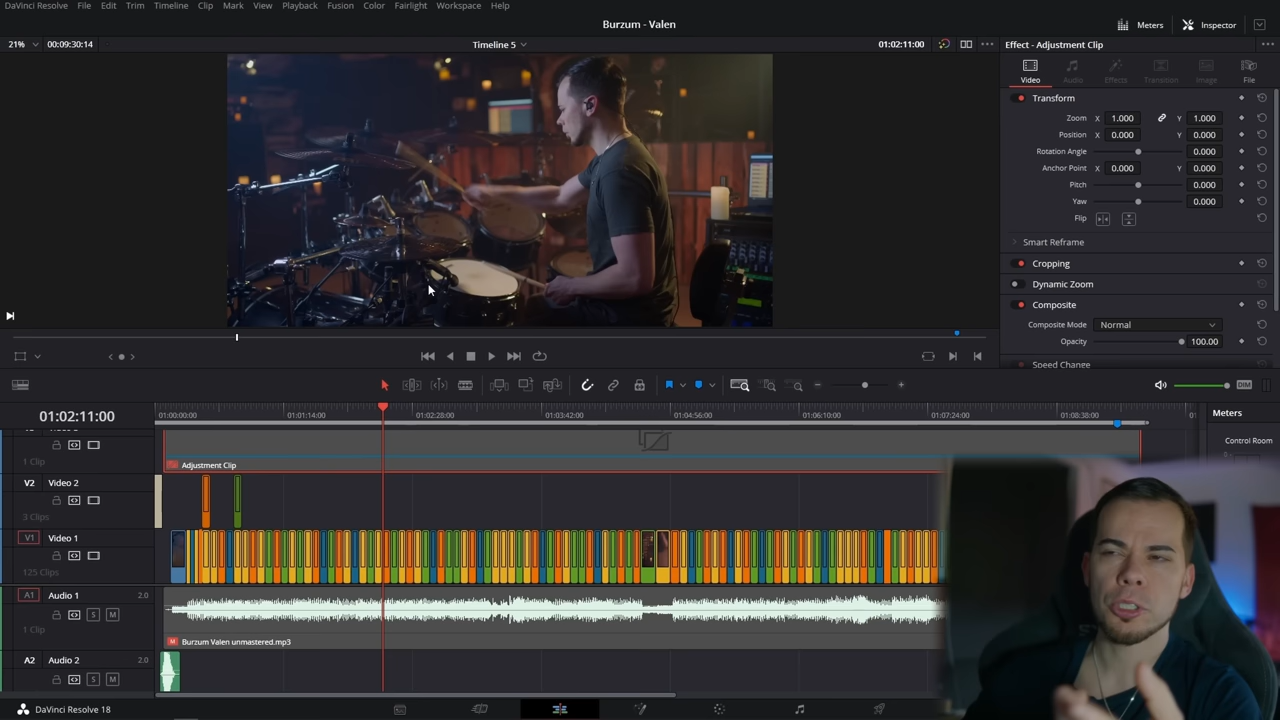 DaVinci Resolve File Edit Trim Timeline Clip Mark View Playback Fusion Color Fairlight Workspace Help
Burzum - Valen
Meters Inspector
21% 00:09:30:14 Timeline 5 01:02:11:00 Effect - Adjustment Clip
Video Audio Effects Transition Image File
Transform
Zoom X 1.000 Y 1.000
Position X 0.000 Y 0.000
Rotation Angle 0.000
Anchor Point X 0.000 Y 0.000
Pitch 0.000
Yaw 0.000
Flip
Smart Reframe
Cropping
Dynamic Zoom
Composite
Composite Mode Normal
Opacity 100.00
Speed Change
DIM
01:02:11:00 01:00:00:00 01:01:14:00 01:02:28:00 01:03:42:00 01:04:56:00 01:06:10:00 01:07:24:00 01:08:38:00 Meters
Control Room
1 Clip Adjustment Clip
V2 Video 2
3 Clips
V1 Video 1
125 Clips
A1 Audio 1 2.0
S M
1 Clip Burzum Valen unmastered.mp3
A2 Audio 2 2.0
S M
DaVinci Resolve 18